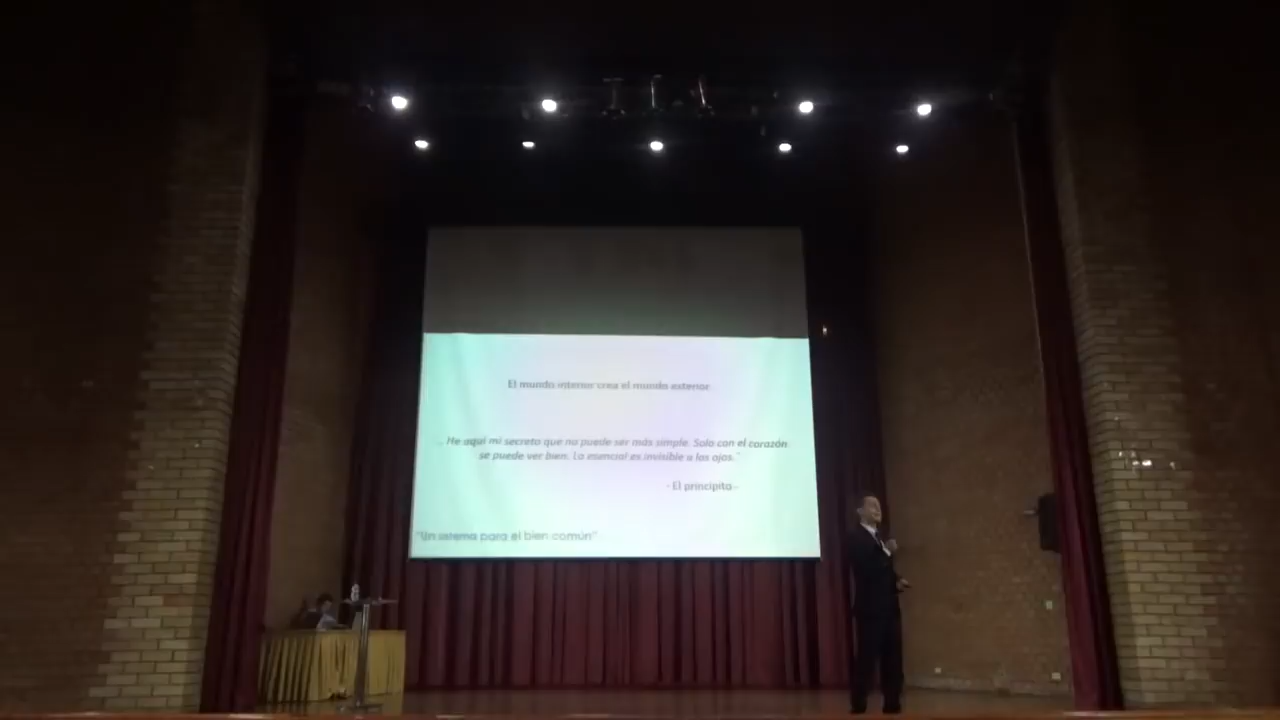 El mundo interior crea el mundo exterior
.. He aquí mi secreto que no puede ser más simple. Solo con el corazón
se puede ver bien. Lo esencial es invisible a los ojos.¨
- El principito -
"Un sistema para el bien común"